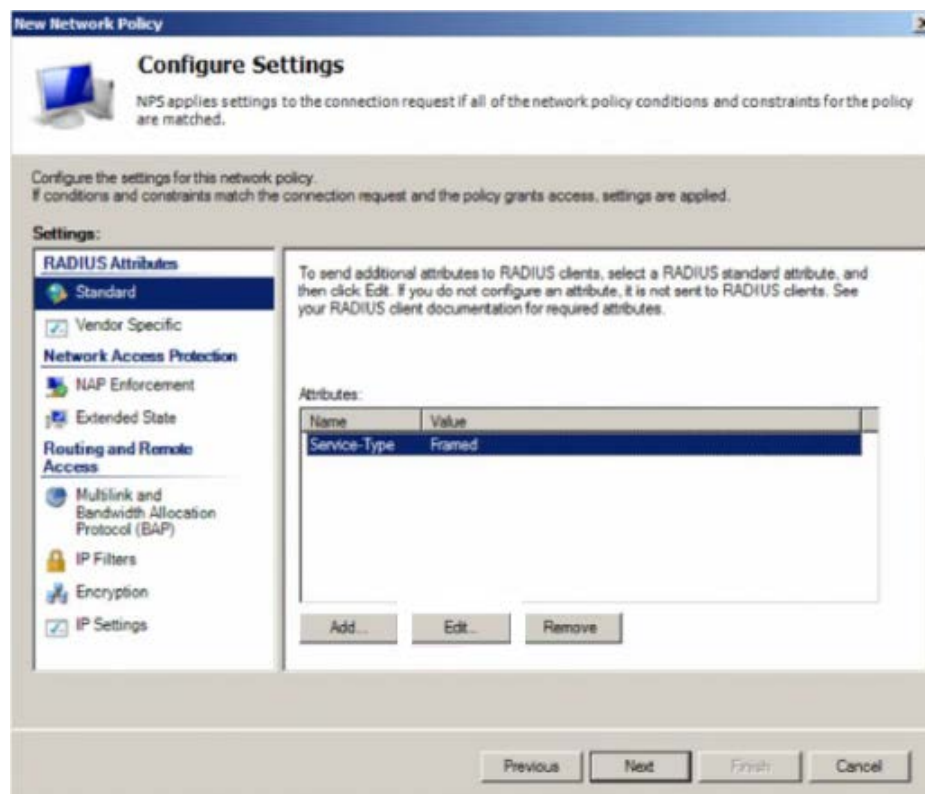 New Network Policy
Configure Settings
NPS applies settings to the connection request if all of the network policy conditions and constraints for the policy
are matched.
Configure the settings for this network policy.
If conditions and constraints match the connection request and the policy grants access, settings are applied.
Settings:
RADIUS Attributes
Standard
Vendor Specific
Network Access Protection
NAP Enforcement
Extended State
Routing and Remote
Access
Multilink and
Bandwidth Allocation
Protocol (BAP)
IP Filters
Encryption
IP Settings
To send additional attributes to RADIUS clients, select a RADIUS standard attribute, and
then click Edit. If you do not configure an attribute, it is not sent to RADIUS clients. See
your RADIUS client documentation for required attributes.
Attributes:
Name Value
Service-Type Framed
Add... Edit... Remove
Previous Next Finish Cancel